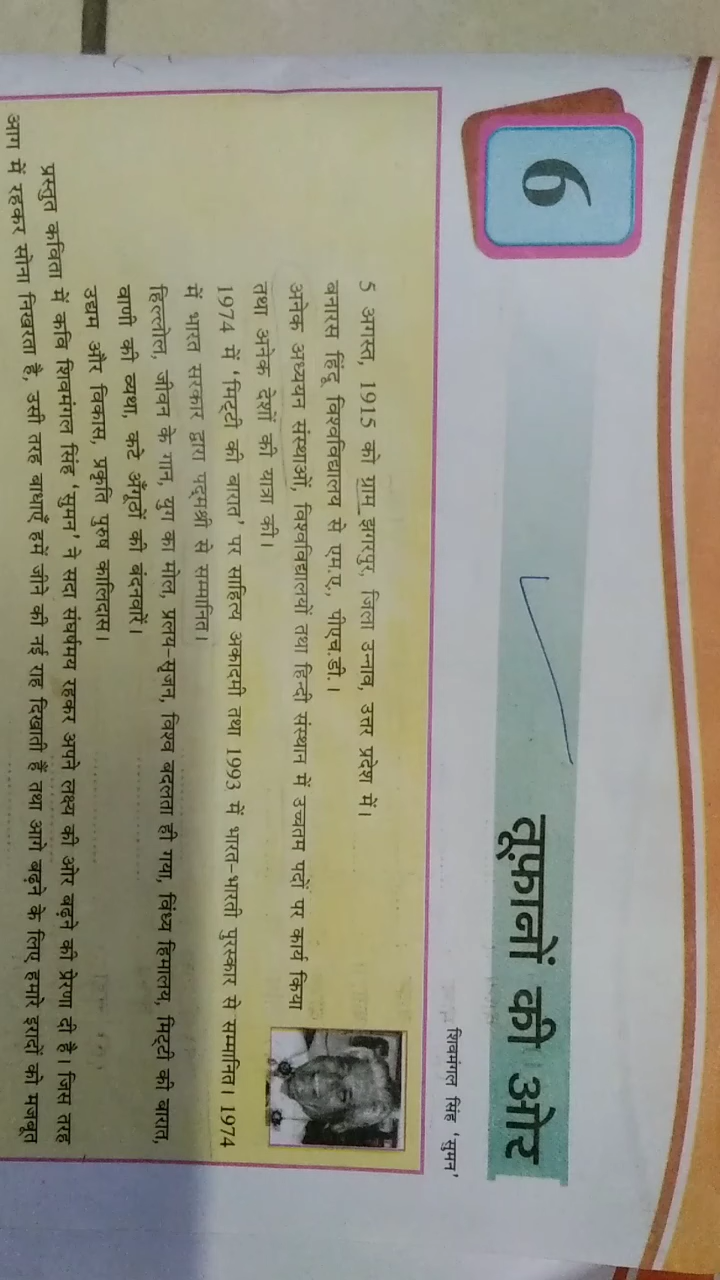 6
तूफानों की ओर
शिवमंगल सिंह 'सुमन'
5 अगस्त, 1915 को ग्राम झगरपुर, जिला उन्नाव, उत्तर प्रदेश में।
बनारस हिंदू विश्वविद्यालय से एम.ए., पीएच.डी.।
अनेक अध्ययन संस्थाओं, विश्वविद्यालयों तथा हिन्दी संस्थान में उच्चतम पदों पर कार्य किया
तथा अनेक देशों की यात्रा की।
1974 में 'मिट्टी की बारात' पर साहित्य अकादमी तथा 1993 में भारत-भारती पुरस्कार से सम्मानित। 1974
में भारत सरकार द्वारा पद्मश्री से सम्मानित।
हिल्लोल, जीवन के गान, युग का मोल, प्रलय-सृजन, विश्व बदलता ही गया, विंध्य हिमालय, मिट्टी की बारात,
वाणी की व्यथा, कटे अँगूठों की बंदनवारें।
उद्यम और विकास, प्रकृति पुरुष कालिदास।
प्रस्तुत कविता में कवि शिवमंगल सिंह 'सुमन' ने सदा संघर्षमय रहकर अपने लक्ष्य की ओर बढ़ने की प्रेरणा दी है। जिस तरह
आग में रहकर सोना निखरता है, उसी तरह बाधाएँ हमें जीने की नई राह दिखाती हैं तथा आगे बढ़ने के लिए हमारे इरादों को मजबूत